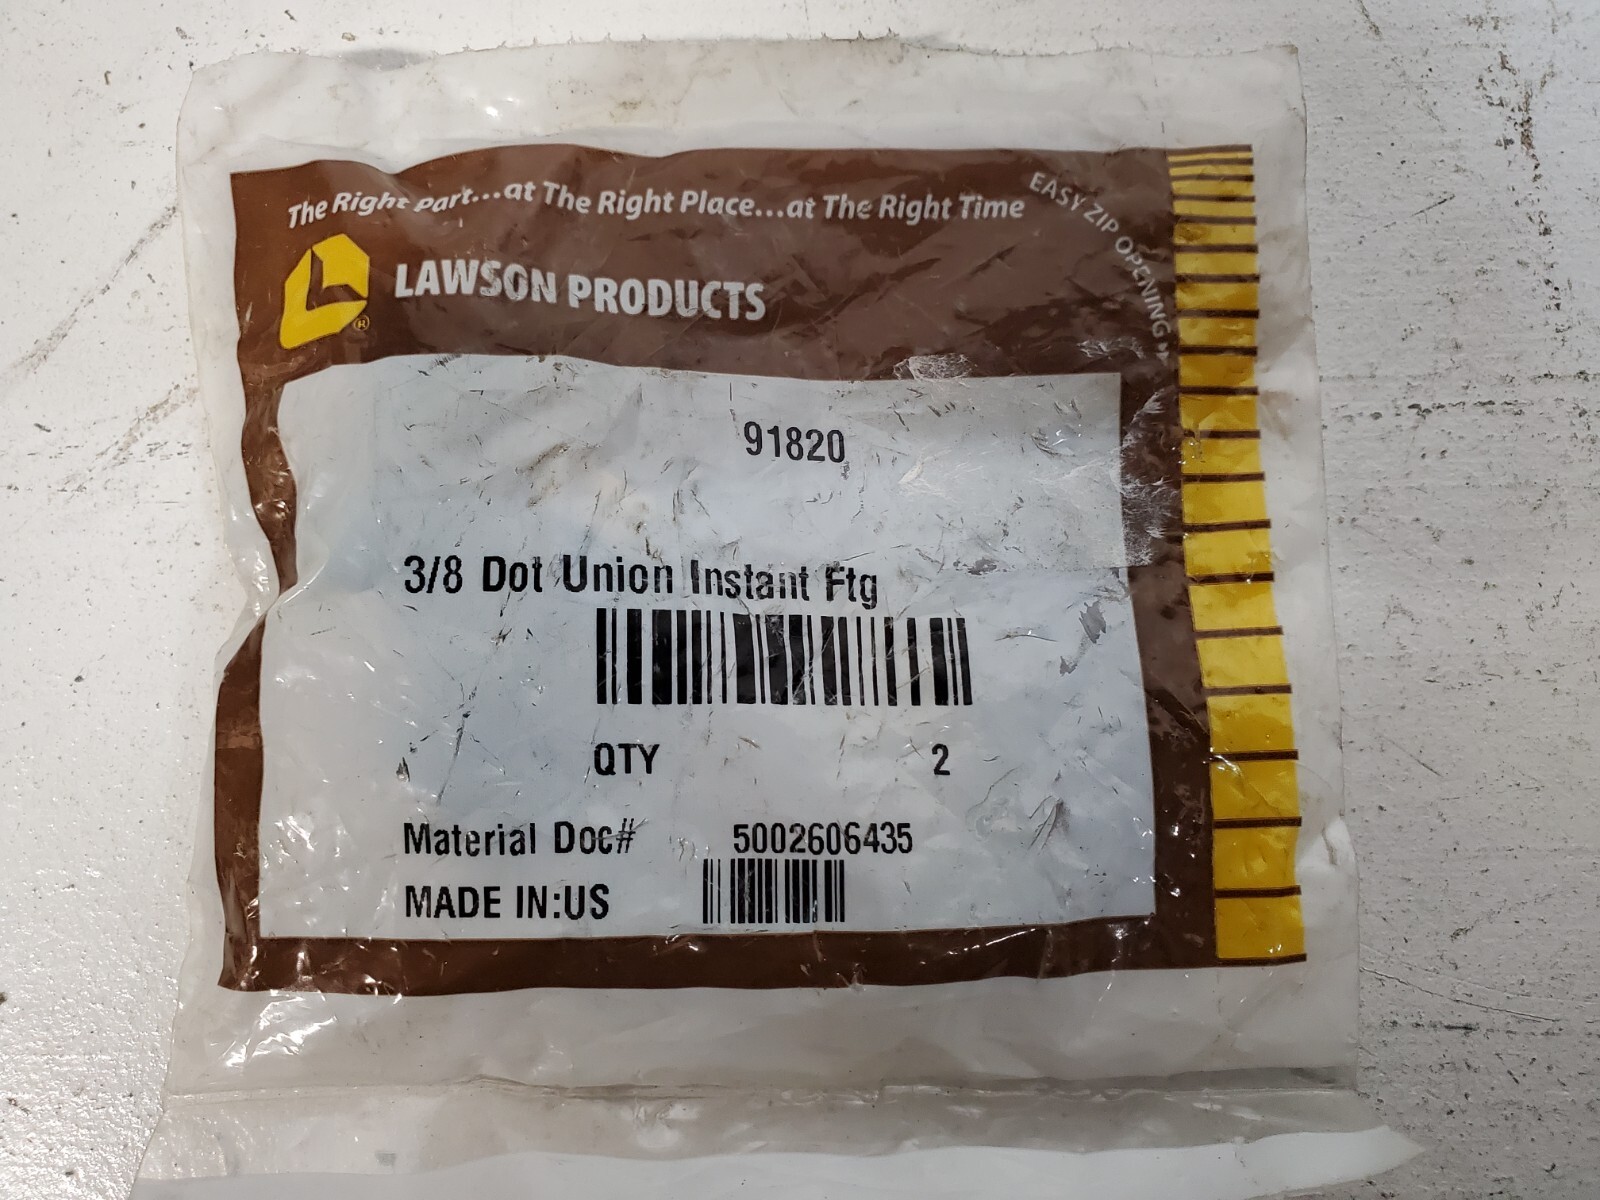 The Right Part...at The Right Place...at The Right Time
EASY ZIP OPENING
L
®
LAWSON PRODUCTS
91820
3/8 Dot Union Instant Ftg
QTY 2
Material Doc# 5002606435
MADE IN:US